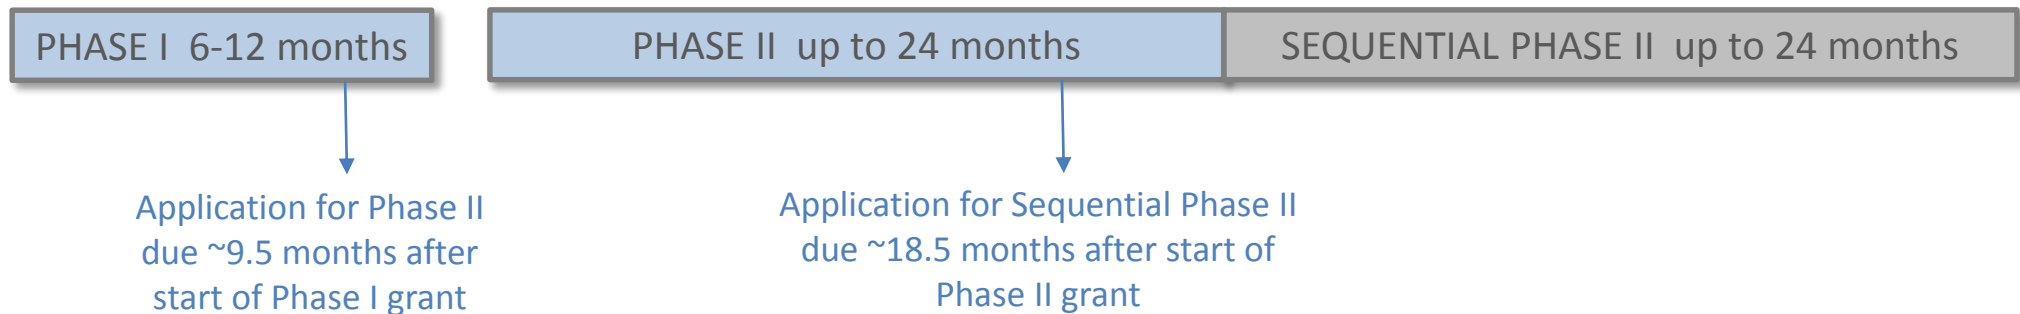 PHASE I  6-12 months
PHASE II  up to 24 months
SEQUENTIAL PHASE II  up to 24 months
Application for Phase II
due ~9.5 months after
start of Phase I grant
Application for Sequential Phase II
due ~18.5 months after start of
Phase II grant